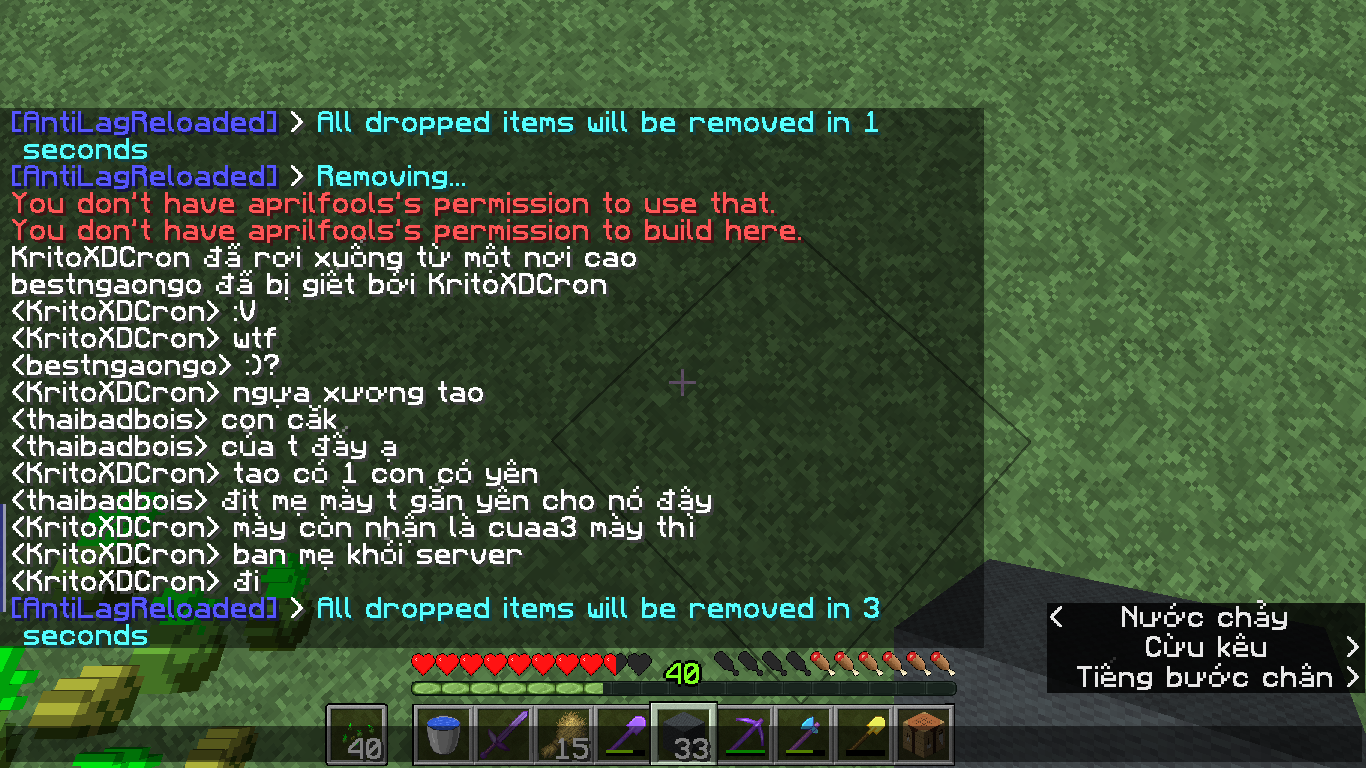 [AntiLagReloaded] > All dropped items will be removed in 1
seconds
[AntiLagReloaded] > Removing...
You don't have aprilfools's permission to use that.
You don't have aprilfools's permission to build here.
KritoXDCron đã rơi xuống từ một nơi cao
bestngaongo đã bị giết bởi KritoXDCron
<KritoXDCron> :V
<KritoXDCron> wtf
<bestngaongo> :)?
<KritoXDCron> ngựa xương tao
<thaibadbois> con căk
<thaibadbois> của t đấy ạ
<KritoXDCron> tao có 1 con có yên
<thaibadbois> địt mẹ mày t gắn yên cho nó đấy
<KritoXDCron> mày còn nhận là cuaa3 mày thì
<KritoXDCron> ban mẹ khỏi server
<KritoXDCron> đi
[AntiLagReloaded] > All dropped items will be removed in 3
seconds
< Nước chảy
Cừu kêu >
Tiếng bước chân >
40
40
15
33